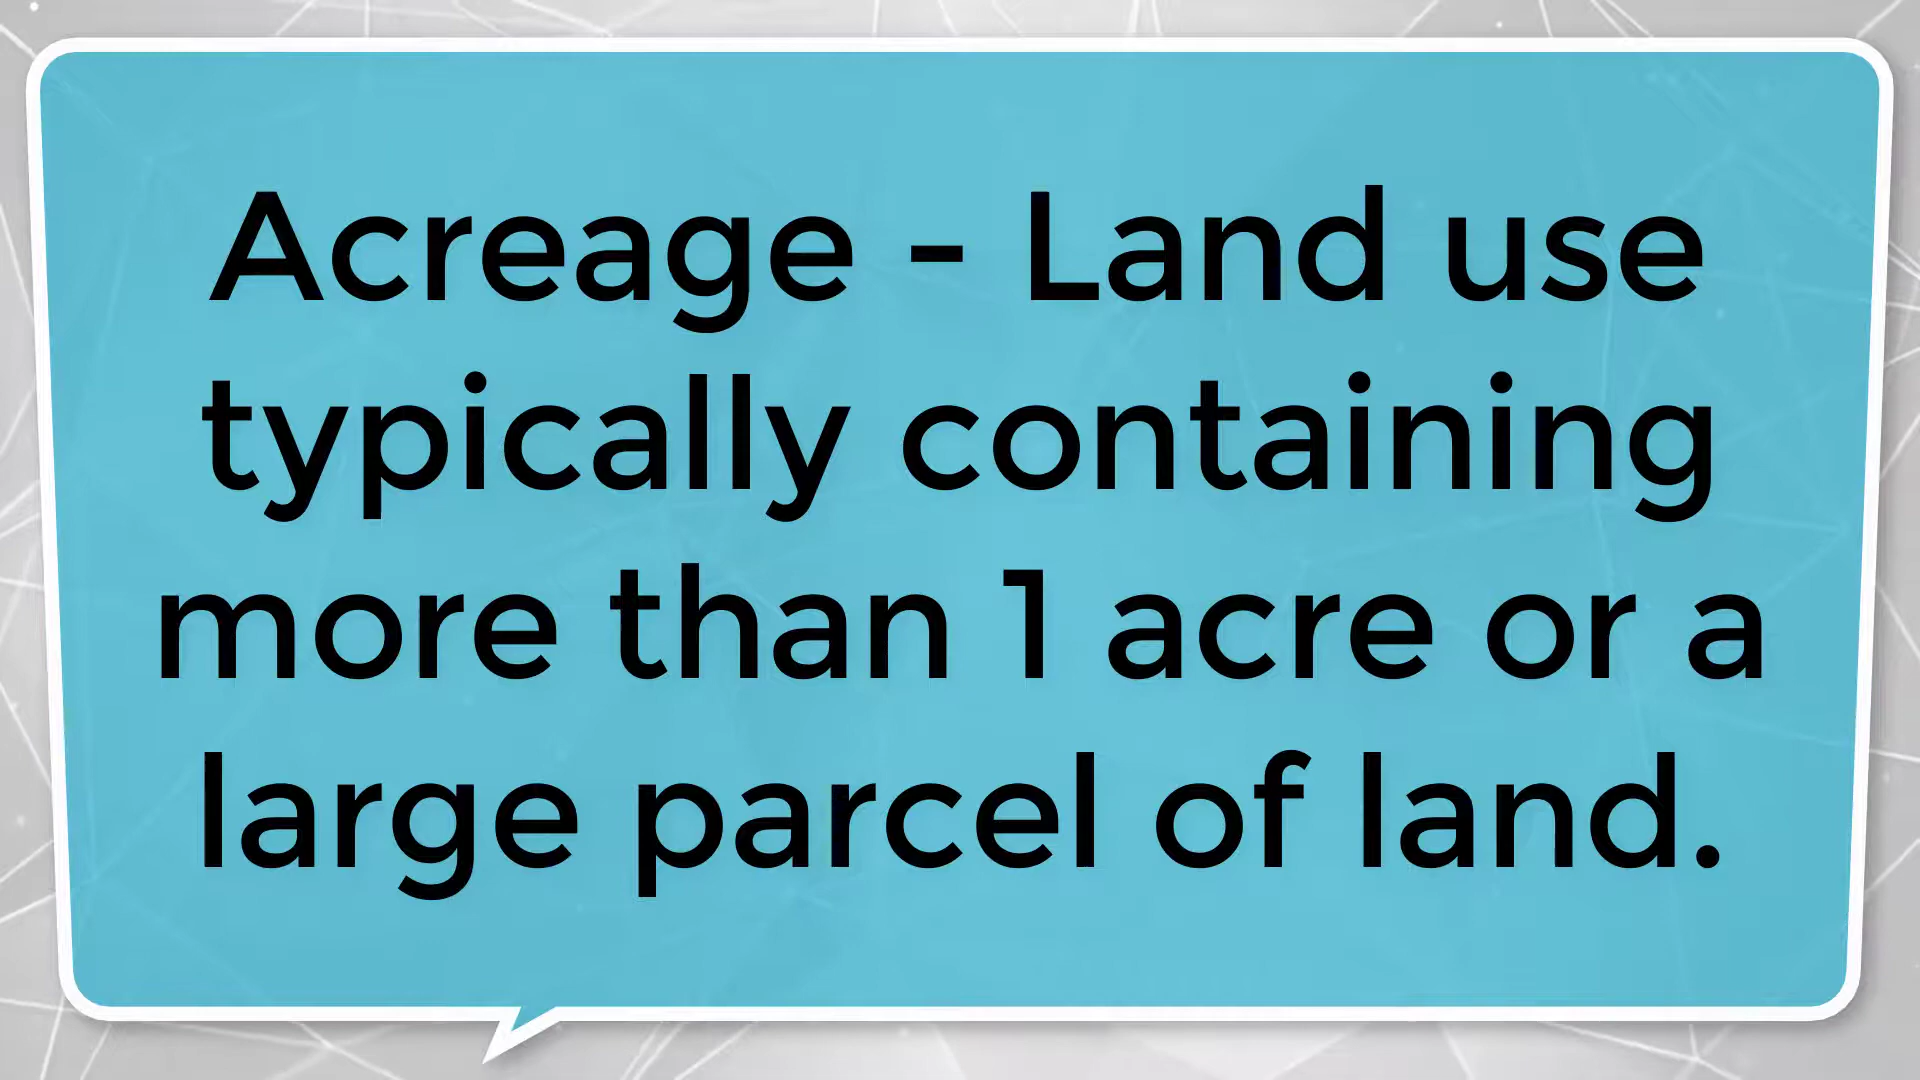 Acreage - Land use
typically containing
more than 1 acre or a
large parcel of land.